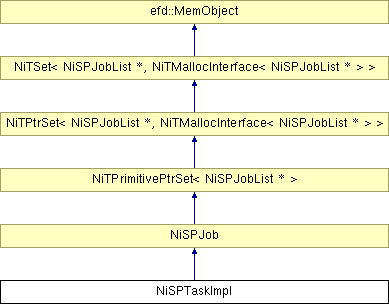 efd::MemObject
NiTSet< NiSPJobList *, NiTMallocInterface< NiSPJobList * > >
NiTPtrSet< NiSPJobList *, NiTMallocInterface< NiSPJobList * > >
NiTPrimitivePtrSet< NiSPJobList * >
NiSPJob
NiSPTaskImpl